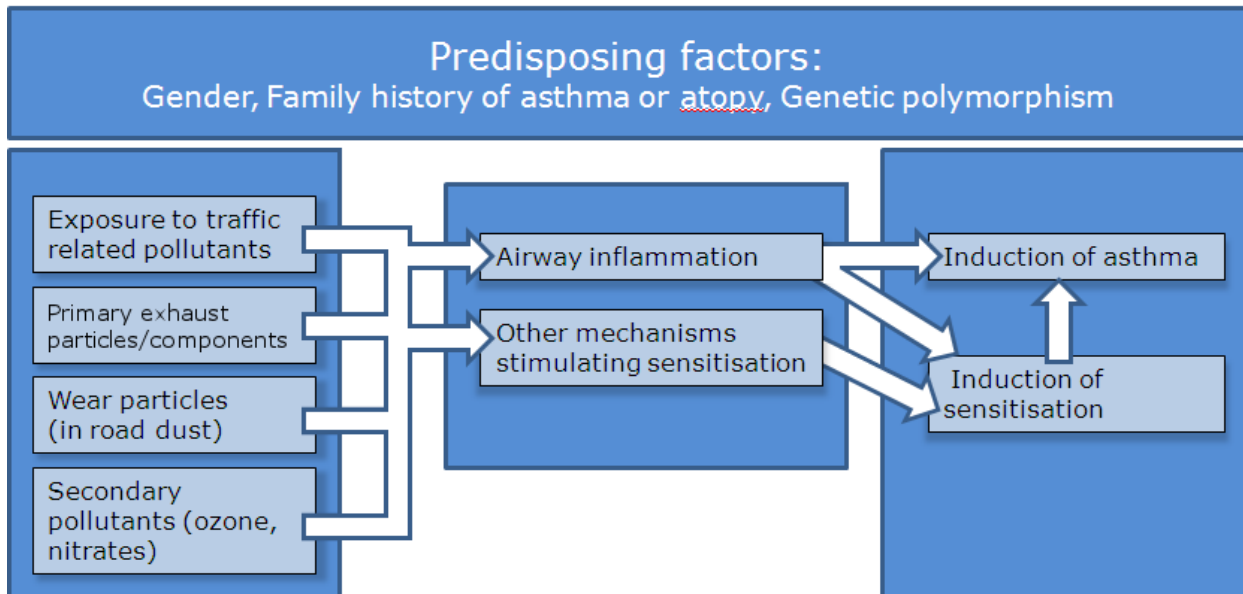 Predisposing factors:
Gender, Family history of asthma or atopy, Genetic polymorphism
Exposure to traffic
related pollutants
Primary exhaust
particles/components
Wear particles
(in road dust)
Secondary
pollutants (ozone,
nitrates)
Airway inflammation
Other mechanisms
stimulating sensitisation
Induction of asthma
Induction of
sensitisation